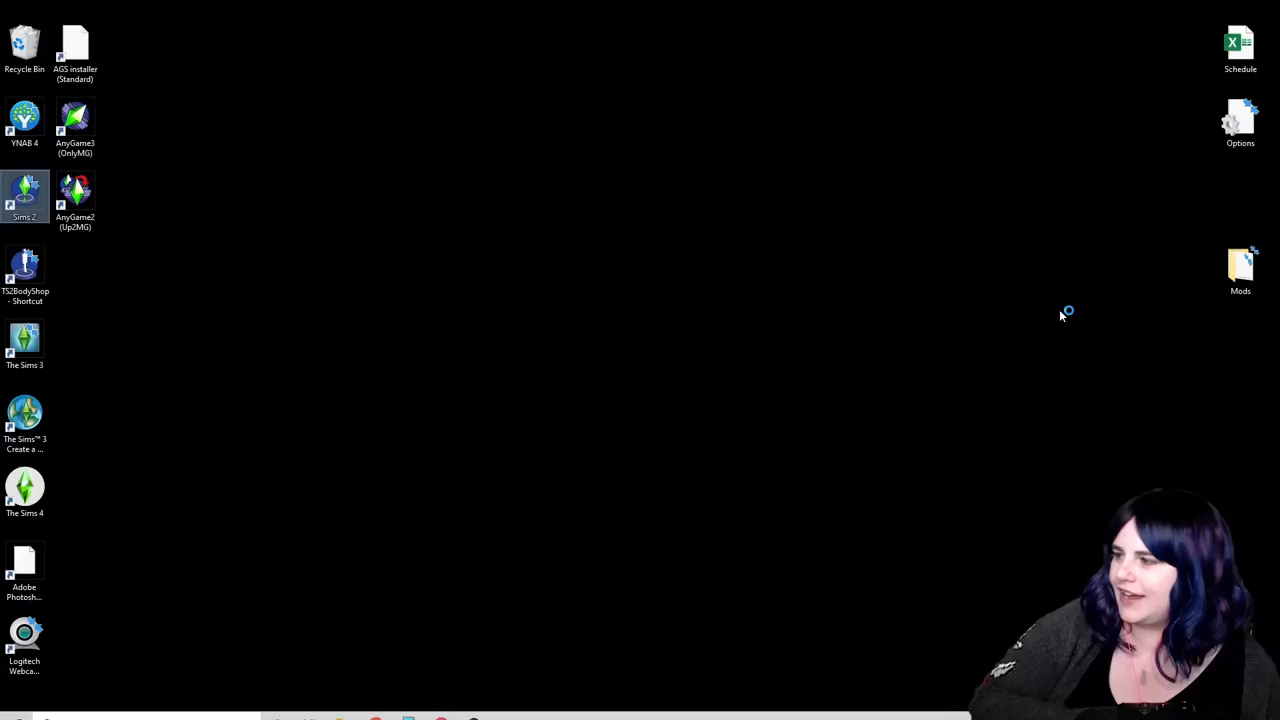 Recycle Bin
AGS installer
(Standard)
YNAB 4
AnyGame3
(OnlyMG)
Sims 2
AnyGame2
(Up2MG)
TS2BodyShop
- Shortcut
The Sims 3
The Sims™ 3
Create a ...
The Sims 4
Adobe
Photosh...
Logitech
Webca...
Schedule
Options
Mods